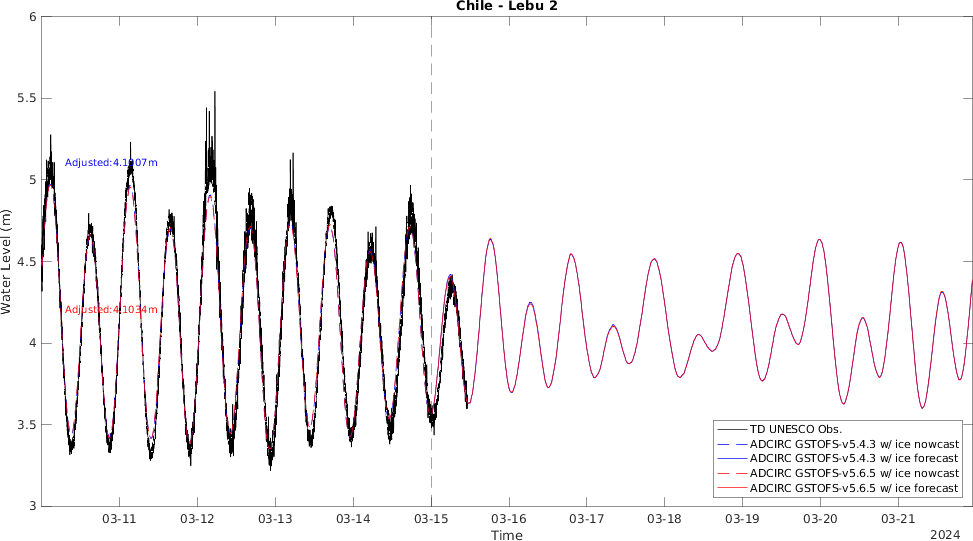 Chile - Lebu 2
6
5.5
5
4.5
4
3.5
3
Water Level (m)
Adjusted:4.1007m
Adjusted:4.1034m
TD UNESCO Obs.
ADCIRC GSTOFS-v5.4.3 w/ ice nowcast
ADCIRC GSTOFS-v5.4.3 w/ ice forecast
ADCIRC GSTOFS-v5.6.5 w/ ice nowcast
ADCIRC GSTOFS-v5.6.5 w/ ice forecast
03-11 03-12 03-13 03-14 03-15 03-16 03-17 03-18 03-19 03-20 03-21
Time
2024